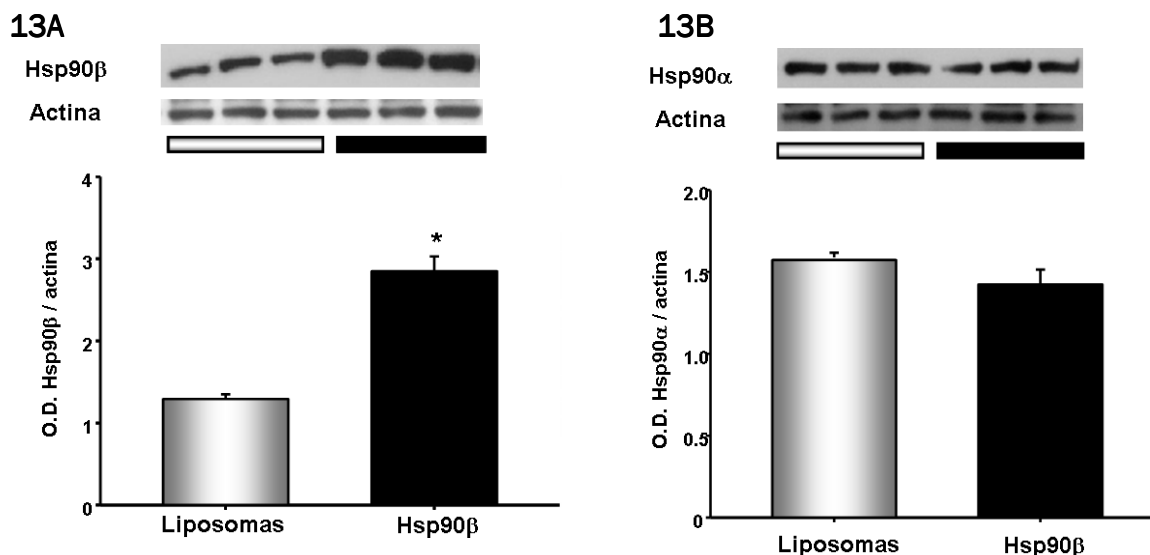 13A
Hsp90β
Actina
4
3
2
1
0
O.D. Hsp90β / actina
*
Liposomas Hsp90β
13B
Hsp90α
Actina
2.0
1.5
1.0
0.5
0
O.D. Hsp90α / actina
Liposomas Hsp90β